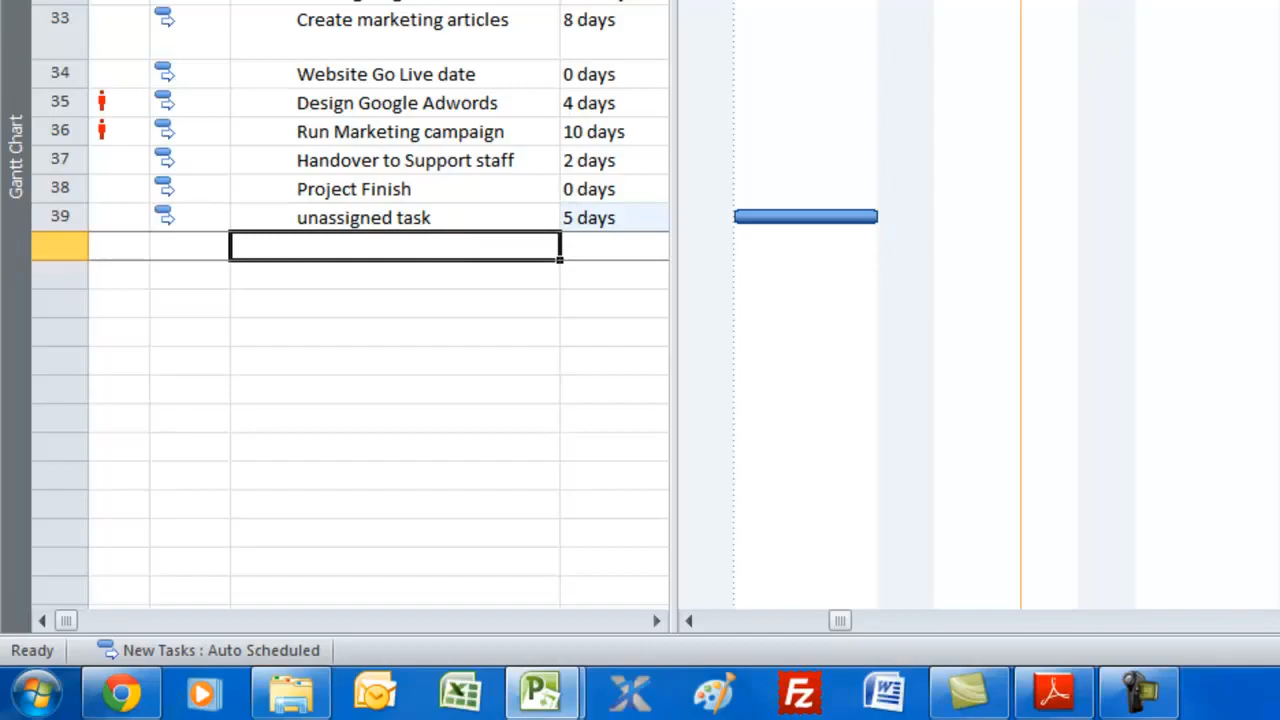 33 Create marketing articles 8 days
34 Website Go Live date 0 days
35 Design Google Adwords 4 days
36 Run Marketing campaign 10 days
37 Handover to Support staff 2 days
38 Project Finish 0 days
39 unassigned task 5 days
Gantt Chart
Ready New Tasks : Auto Scheduled